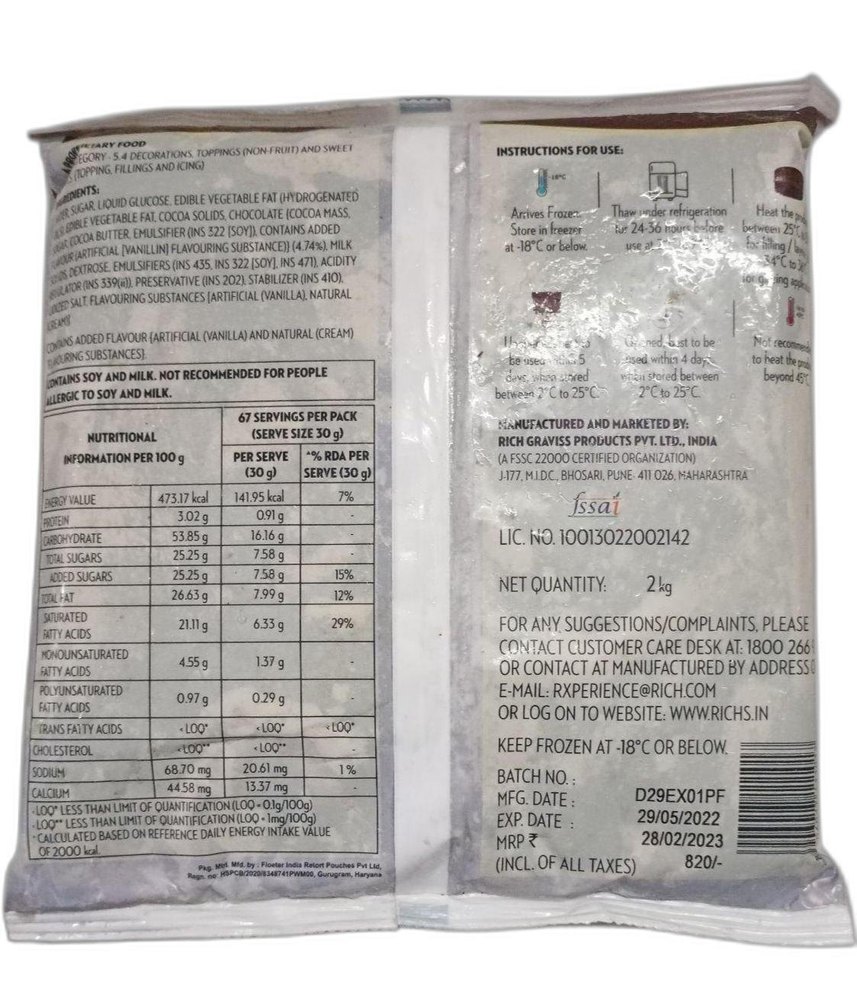 FOOD
5.4 DECORATIONS, TOPPINGS (NON-FRUIT) AND SWEET
(TOPPING, FILLINGS AND ICING)
SUGAR, LIQUID GLUCOSE, EDIBLE VEGETABLE FAT (HYDROGENATED
EDIBLE VEGETABLE FAT, COCOA SOLIDS, CHOCOLATE (COCOA MASS,
COCOA BUTTER, EMULSIFIER (INS 322 [SOY]), CONTAINS ADDED
(ARTIFICIAL [VANILLIN] FLAVOURING SUBSTANCE)) (4.74%), MILK
DEXTROSE, EMULSIFIERS (INS 435, INS 322 [SOY], INS 471), ACIDITY
(INS 339(ii)), PRESERVATIVE (INS 202), STABILIZER (INS 410),
SALT, FLAVOURING SUBSTANCES [ARTIFICIAL (VANILLA), NATURAL
ADDED FLAVOUR {ARTIFICIAL (VANILLA) AND NATURAL (CREAM)
SUBSTANCES}.
CONTAINS SOY AND MILK. NOT RECOMMENDED FOR PEOPLE
ALLERGIC TO SOY AND MILK.
NUTRITIONAL
INFORMATION PER 100 g
67 SERVINGS PER PACK
(SERVE SIZE 30 g)
PER SERVE
(30 g)
^% RDA PER
SERVE (30 g)
ENERGY VALUE 473.17 kcal 141.95 kcal 7%
PROTEIN 3.02 g 0.91 g -
CARBOHYDRATE 53.85 g 16.16 g -
TOTAL SUGARS 25.25 g 7.58 g -
ADDED SUGARS 25.25 g 7.58 g 15%
TOTAL FAT 26.63 g 7.99 g 12%
SATURATED
FATTY ACIDS 21.11 g 6.33 g 29%
MONOUNSATURATED
FATTY ACIDS 4.55 g 1.37 g -
POLYUNSATURATED
FATTY ACIDS 0.97 g 0.29 g -
TRANS FATTY ACIDS <LOQ* <LOQ* <LOQ*
CHOLESTEROL <LOQ** <LOQ** -
SODIUM 68.70 mg 20.61 mg 1%
CALCIUM 44.58 mg 13.37 mg -
<LOQ* LESS THAN LIMIT OF QUANTIFICATION (LOQ = 0.1g/100g)
<LOQ** LESS THAN LIMIT OF QUANTIFICATION (LOQ = 1mg/100g)
^CALCULATED BASED ON REFERENCE DAILY ENERGY INTAKE VALUE
OF 2000 kcal.
Pkg. Mtrl. Mfd. by : Floeter India Retort Pouches Pvt Ltd,
Regn. no: HSPCB/2020/8348741PWM00, Gurugram, Haryana
INSTRUCTIONS FOR USE:
-18°C
Arrives Frozen.
Store in freezer
at -18°C or below.
Thaw under refrigeration
for 24-36 hours before
use at
Heat the
between 25°C
for filling /
34°C to
be used 5
days, when stored
between 2°C to 25°C.
Opened, best to be
used within 4 days
when stored between
2°C to 25°C.
Not
to heat the
beyond 45°C
MANUFACTURED AND MARKETED BY:
RICH GRAVISS PRODUCTS PVT. LTD., INDIA
(A FSSC 22000 CERTIFIED ORGANIZATION)
J-177, M.I.D.C., BHOSARI, PUNE- 411 026, MAHARASHTRA
fssai
LIC. NO. 10013022002142
NET QUANTITY: 2 kg
FOR ANY SUGGESTIONS/COMPLAINTS, PLEASE
CONTACT CUSTOMER CARE DESK AT: 1800 266
OR CONTACT AT MANUFACTURED BY ADDRESS
E-MAIL: RXPERIENCE@RICH.COM
OR LOG ON TO WEBSITE: WWW.RICHS.IN
KEEP FROZEN AT -18°C OR BELOW.
BATCH NO. :
MFG. DATE : D29EX01PF
EXP. DATE : 29/05/2022
MRP ₹ 28/02/2023
(INCL. OF ALL TAXES) 820/-